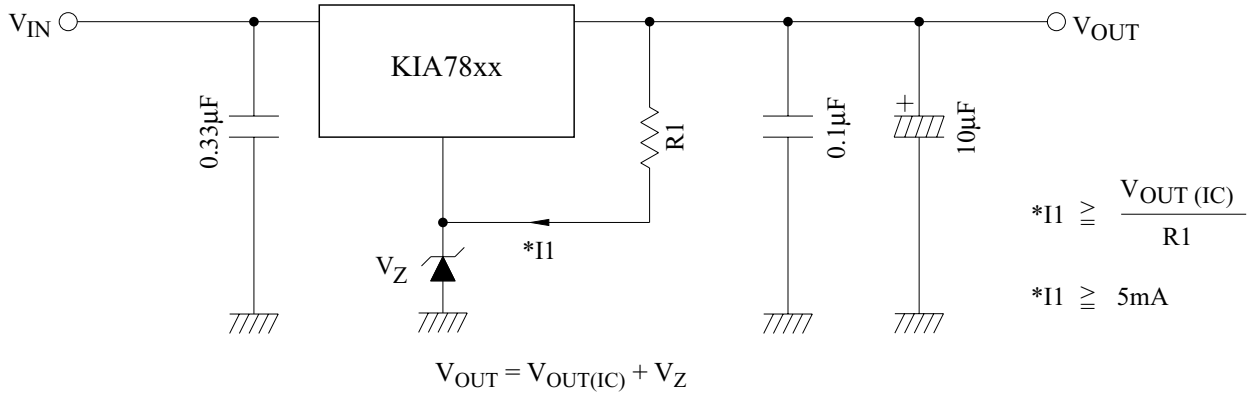 VIN
KIA78xx
VOUT
0.33μF
R1
0.1μF
+
10μF
*I1
VZ
*I1 ≧ VOUT (IC)
R1
*I1 ≧ 5mA
VOUT = VOUT(IC) + VZ